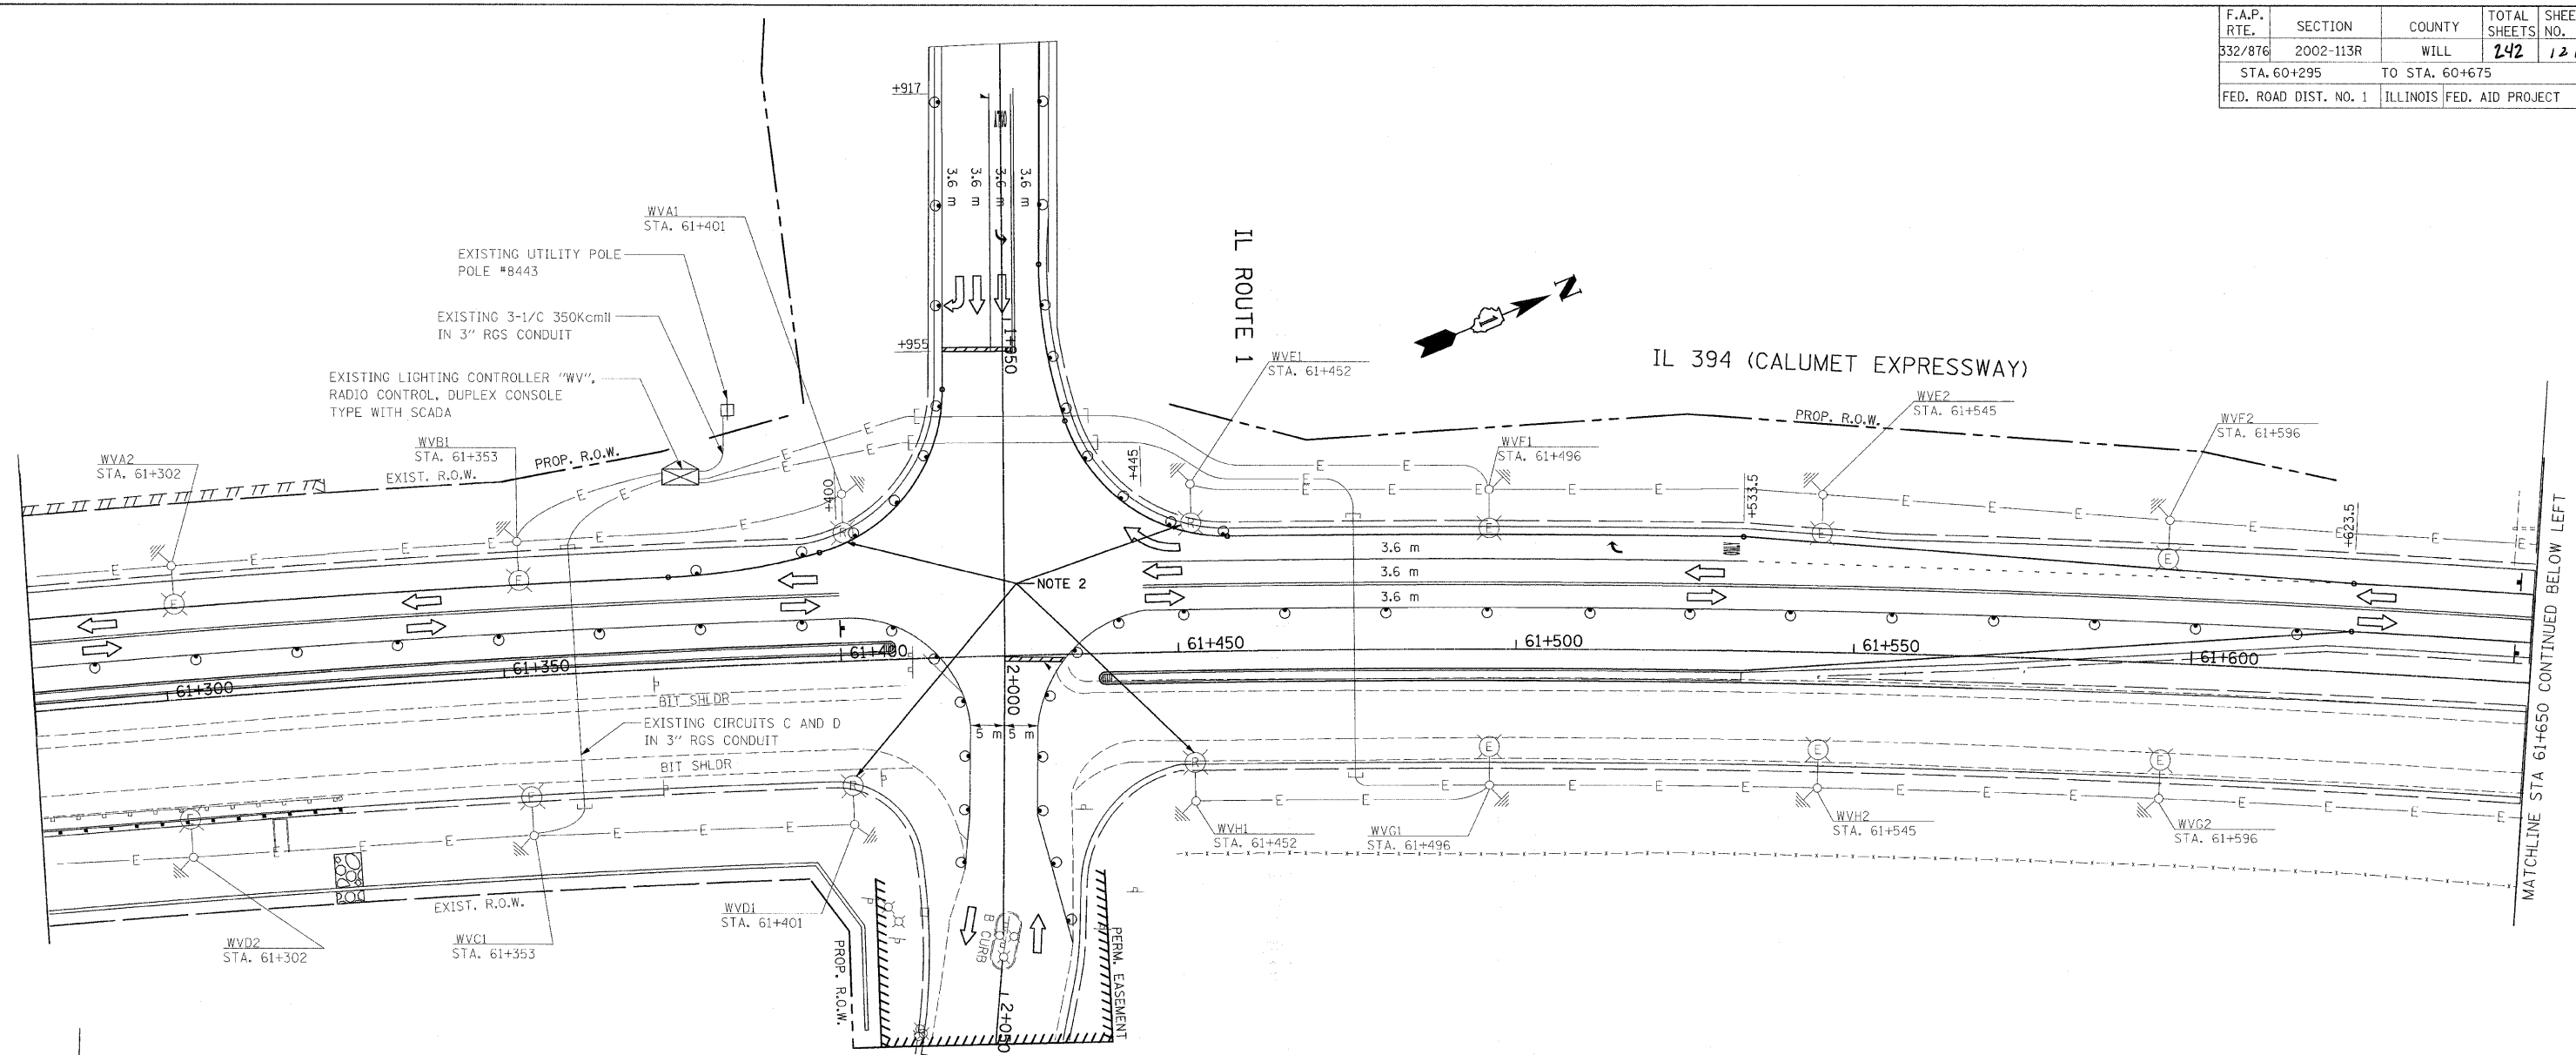 F.A.P. RTE.
SECTION
COUNTY
TOTAL SHEETS
SHEE
NO.
332/876
2002-113R
WILL
242
STA. 60+295 TO STA. 60+675
FED. ROAD DIST. NO. 1
ILLINOIS
FED. AID PROJECT
+917
3.6 m
3.6 m
3.6 m
3.6 m
WVA1
STA. 61+401
EXISTING UTILITY POLE
POLE #8443
EXISTING 3-1/C 350Kcmil
IN 3" RGS CONDUIT
EXISTING LIGHTING CONTROLLER "WV",
RADIO CONTROL, DUPLEX CONSOLE
TYPE WITH SCADA
+955
1+950
IL ROUTE 1
N
1
IL 394 (CALUMET EXPRESSWAY)
WVE1
STA. 61+452
WVE2
STA. 61+545
PROP. R.O.W.
WVF2
STA. 61+596
WVF1
STA. 61+496
WVB1
STA. 61+353
PROP. R.O.W.
EXIST. R.O.W.
WVA2
STA. 61+302
+400
+445
+533.5
+623.5
3.6 m
3.6 m
3.6 m
NOTE 2
61+300
61+350
61+400
61+450
61+500
61+550
61+600
2+000
5 m
5 m
BIT SHLDR
EXISTING CIRCUITS C AND D
IN 3" RGS CONDUIT
BIT SHLDR
WVH1
STA. 61+452
WVG1
STA. 61+496
WVH2
STA. 61+545
WVG2
STA. 61+596
MATCHLINE STA 61+650 CONTINUED BELOW LEFT
EXIST. R.O.W.
WVD2
STA. 61+302
WVC1
STA. 61+353
WVD1
STA. 61+401
PROP. R.O.W.
B CURB
PERM. EASEMENT
2+050